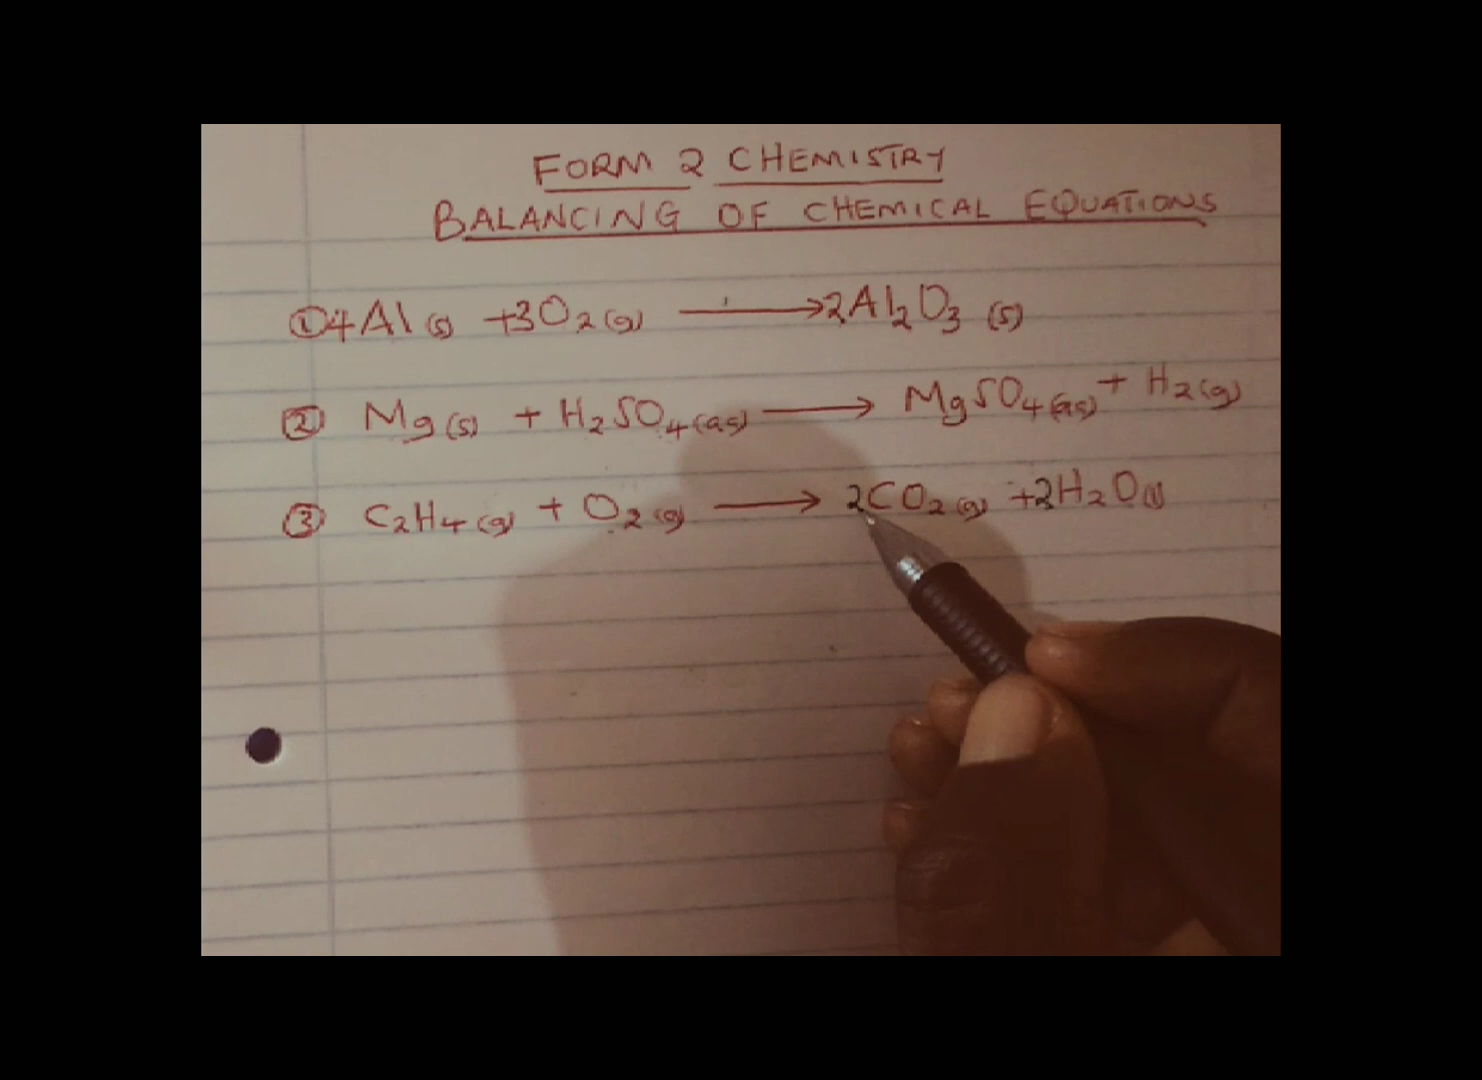 FORM 2 CHEMISTRY
BALANCING OF CHEMICAL EQUATIONS
① 4Al(s) + 3O₂(g) ⟶ 2Al₂O₃(s)
② Mg(s) + H₂SO₄(aq) ⟶ MgSO₄(aq) + H₂(g)
③ C₂H₄(g) + O₂(g) ⟶ 2CO₂(g) + 2H₂O(l)